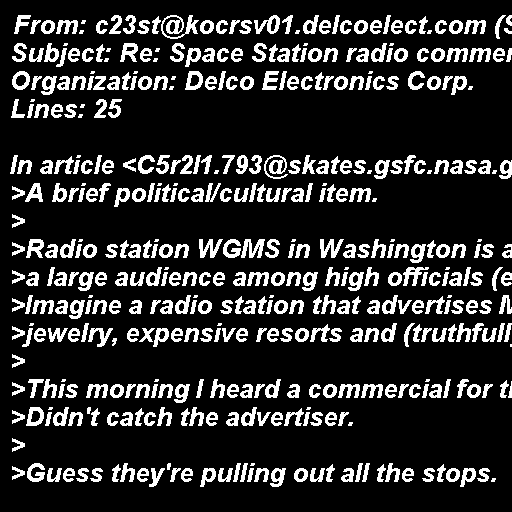 From: c23st@kocrsv01.delcoelect.com (S
Subject: Re: Space Station radio commer
Organization: Delco Electronics Corp.
Lines: 25

In article <C5r2I1.793@skates.gsfc.nasa.g
>A brief political/cultural item.
>
>Radio station WGMS in Washington is a
>a large audience among high officials (e
>Imagine a radio station that advertises M
>jewelry, expensive resorts and (truthfull
>
>This morning I heard a commercial for th
>Didn't catch the advertiser.
>
>Guess they're pulling out all the stops.